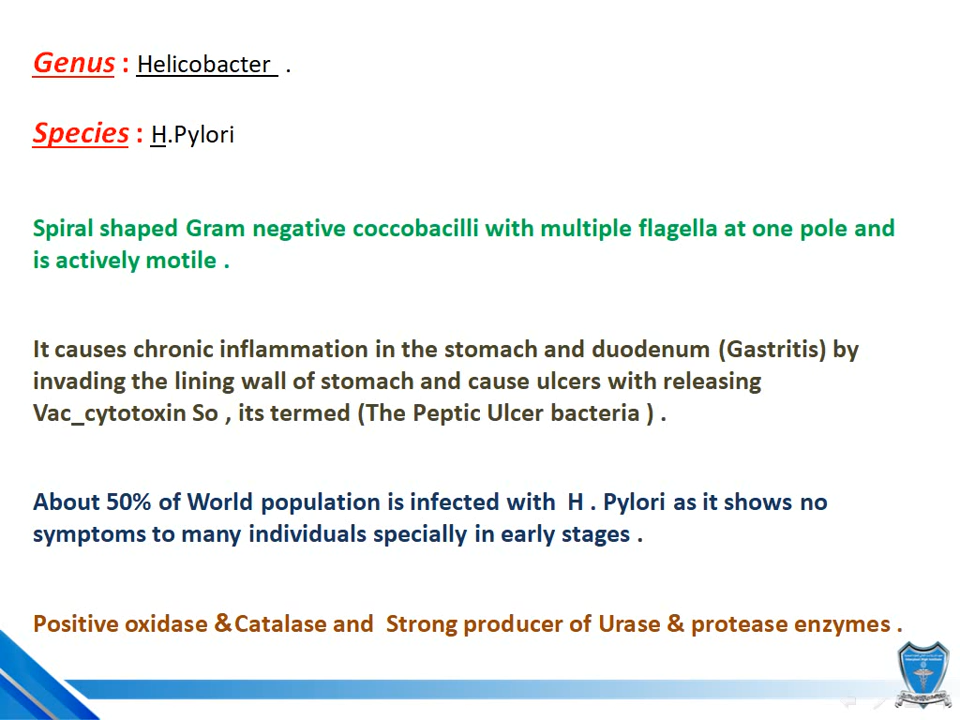 Genus : Helicobacter .
Species : H.Pylori
Spiral shaped Gram negative coccobacilli with multiple flagella at one pole and
is actively motile .
It causes chronic inflammation in the stomach and duodenum (Gastritis) by
invading the lining wall of stomach and cause ulcers with releasing
Vac_cytotoxin So , its termed (The Peptic Ulcer bacteria ) .
About 50% of World population is infected with H . Pylori as it shows no
symptoms to many individuals specially in early stages .
Positive oxidase &Catalase and Strong producer of Urase & protease enzymes .